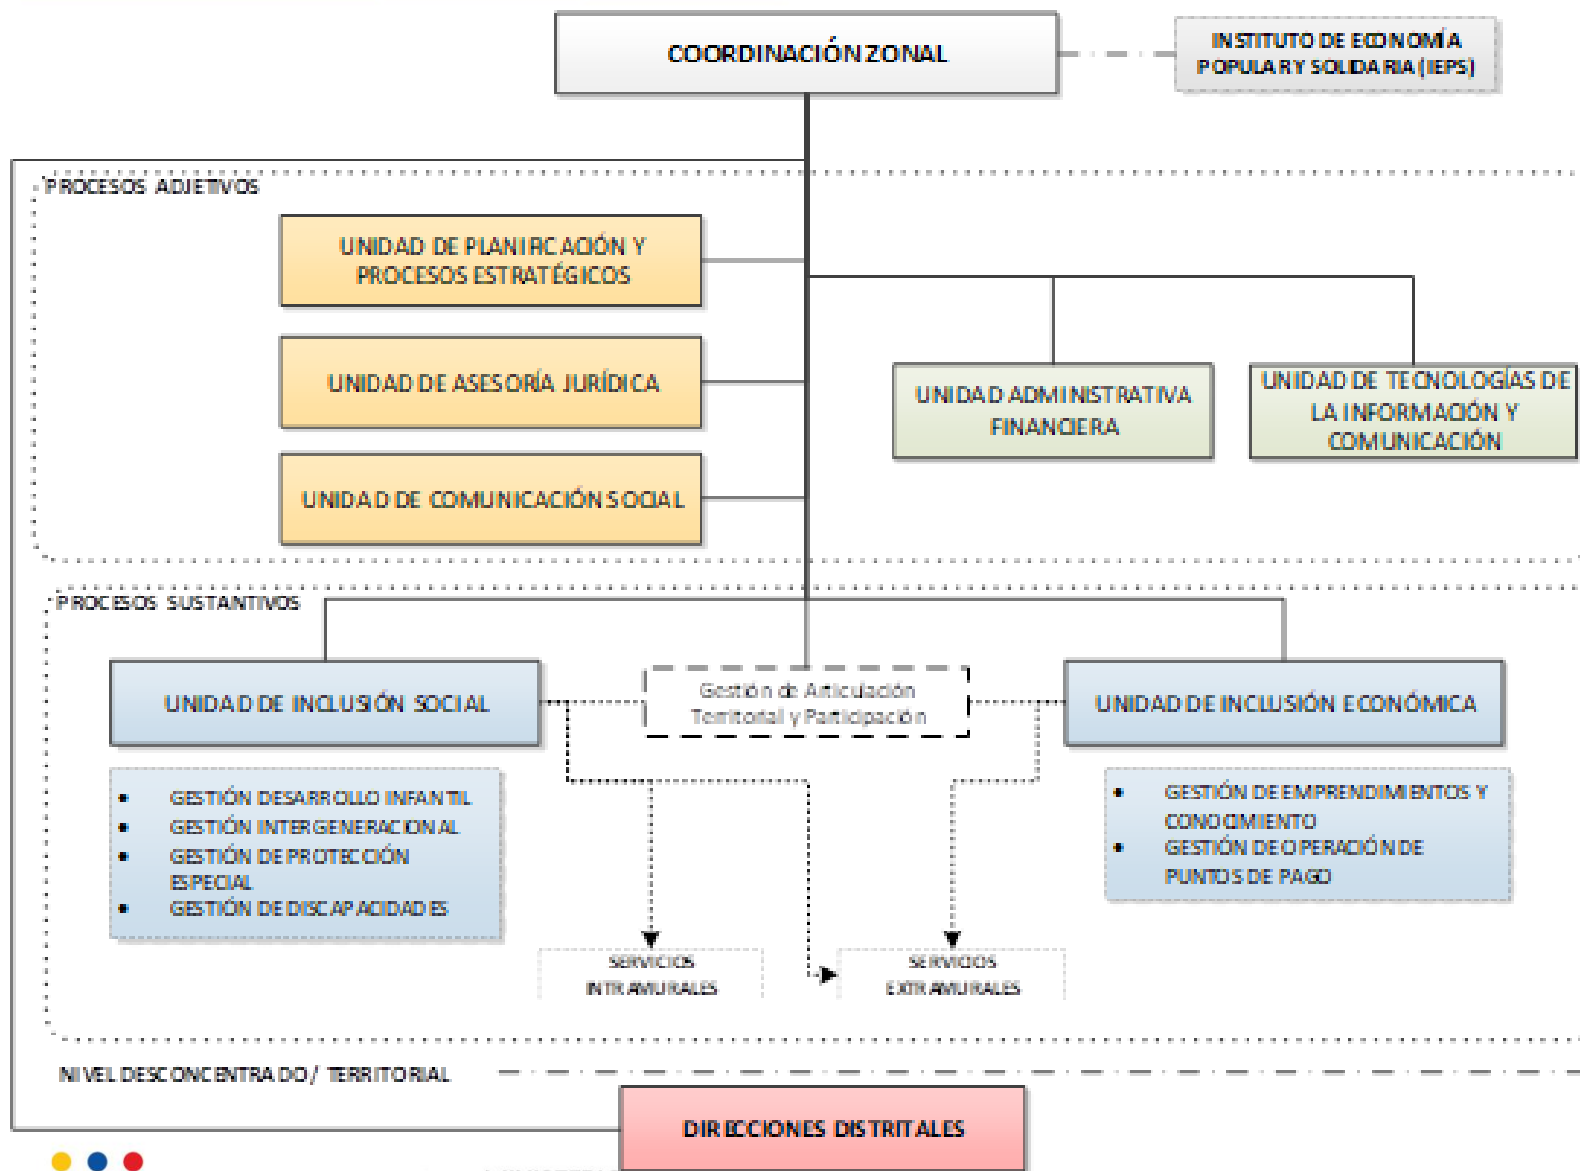 COORDINACIÓN ZONAL
INSTITUTO DE ECONOMÍA
POPULAR Y SOLIDARIA (IEPS)
PROCESOS ADJETIVOS
UNIDAD DE PLANIFICACIÓN Y
PROCESOS ESTRATÉGICOS
UNIDAD DE ASESORÍA JURÍDICA
UNIDAD DE COMUNICACIÓN SOCIAL
UNIDAD ADMINISTRATIVA
FINANCIERA
UNIDAD DE TECNOLOGÍAS DE
LA INFORMACIÓN Y
COMUNICACIÓN
PROCESOS SUSTANTIVOS
UNIDAD DE INCLUSIÓN SOCIAL
Gestión de Articulación
Territorial y Participación
UNIDAD DE INCLUSIÓN ECONÓMICA
• GESTIÓN DESARROLLO INFANTIL
• GESTIÓN INTERGENERACIONAL
• GESTIÓN DE PROTECCIÓN
ESPECIAL
• GESTIÓN DE DISCAPACIDADES
• GESTIÓN DE EMPRENDIMIENTOS Y
CONOCIMIENTO
• GESTIÓN DE OPERACIÓN DE
PUNTOS DE PAGO
SERVICIOS
INTRAMURALES
SERVICIOS
EXTRAMURALES
NIVEL DESCONCENTRADO / TERRITORIAL
DIRECCIONES DISTRITALES